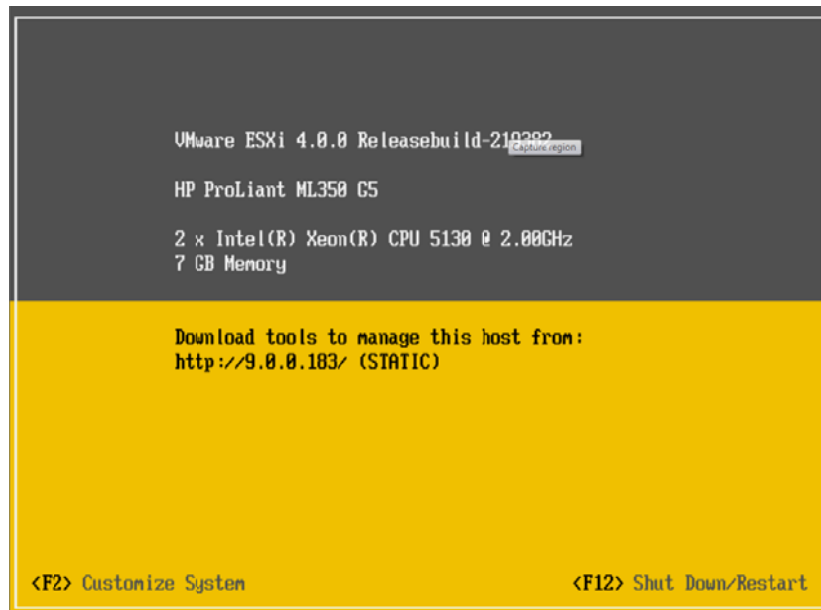 VMware ESXi 4.0.0 Releasebuild-219382
Capture region
HP ProLiant ML350 G5
2 x Intel(R) Xeon(R) CPU 5130 @ 2.00GHz
7 GB Memory
Download tools to manage this host from:
http://9.0.0.183/ (STATIC)
<F2> Customize System
<F12> Shut Down/Restart